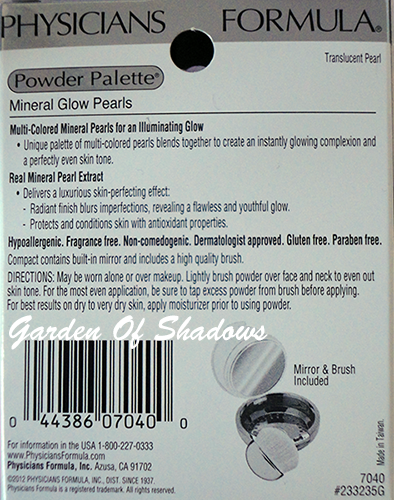 PHYSICIANS FORMULA®
Translucent Pearl
Powder Palette®
Mineral Glow Pearls
Multi-Colored Mineral Pearls for an Illuminating Glow
• Unique palette of multi-colored pearls blends together to create an instantly glowing complexion and
a perfectly even skin tone.
Real Mineral Pearl Extract
• Delivers a luxurious skin-perfecting effect:
- Radiant finish blurs imperfections, revealing a flawless and youthful glow.
- Protects and conditions skin with antioxidant properties.
Hypoallergenic. Fragrance free. Non-comedogenic. Dermatologist approved. Gluten free. Paraben free.
Compact contains built-in mirror and includes a high quality brush.
DIRECTIONS: May be worn alone or over makeup. Lightly brush powder over face and neck to even out
skin tone. For the most even application, be sure to tap excess powder from brush before applying.
For best results on dry to very dry skin, apply moisturizer prior to using powder.
Garden Of Shadows
Mirror & Brush
Included
0 44386 07040 0
For information in the USA 1-800-227-0333
www.PhysiciansFormula.com
Physicians Formula, Inc. Azusa, CA 91702
©2012 PHYSICIANS FORMULA, INC., DIST. SINCE 1937.
Physicians Formula is a registered trademark. All rights reserved.
Made in Taiwan.
7040
#233235G